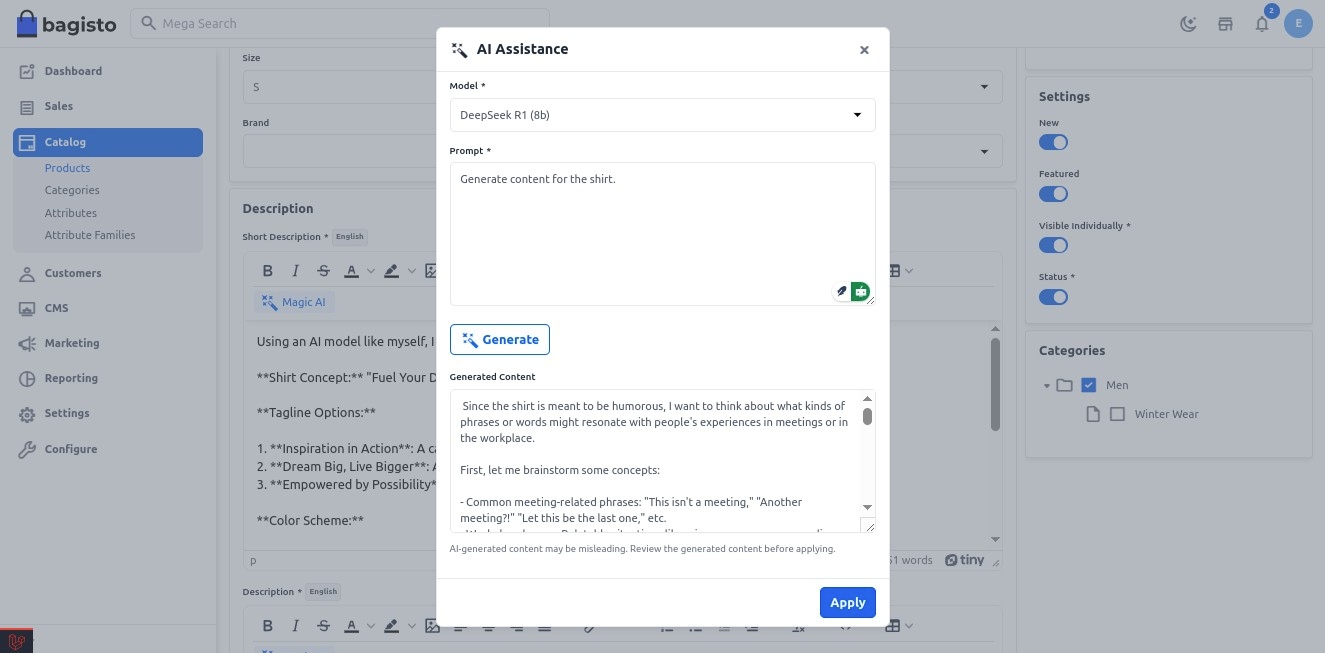 bagisto
Mega Search
2
E
Dashboard
Sales
Catalog
Products
Categories
Attributes
Attribute Families
Customers
CMS
Marketing
Reporting
Settings
Configure
Size
S
Brand
Description
Short Description * English
B I S A
Magic AI
Using an AI model like myself, I
**Shirt Concept:** "Fuel Your D
**Tagline Options:**
1. **Inspiration in Action**: A ca
2. **Dream Big, Live Bigger**: A
3. **Empowered by Possibility*
**Color Scheme:**
p
51 words
tiny
Description * English
B I S A
AI Assistance
Model *
DeepSeek R1 (8b)
Prompt *
Generate content for the shirt.
Generate
Generated Content
Since the shirt is meant to be humorous, I want to think about what kinds of
phrases or words might resonate with people's experiences in meetings or in
the workplace.
First, let me brainstorm some concepts:
- Common meeting-related phrases: "This isn't a meeting," "Another
meeting?!" "Let this be the last one," etc.
AI-generated content may be misleading. Review the generated content before applying.
Apply
Settings
New
Featured
Visible Individually *
Status *
Categories
Men
Winter Wear